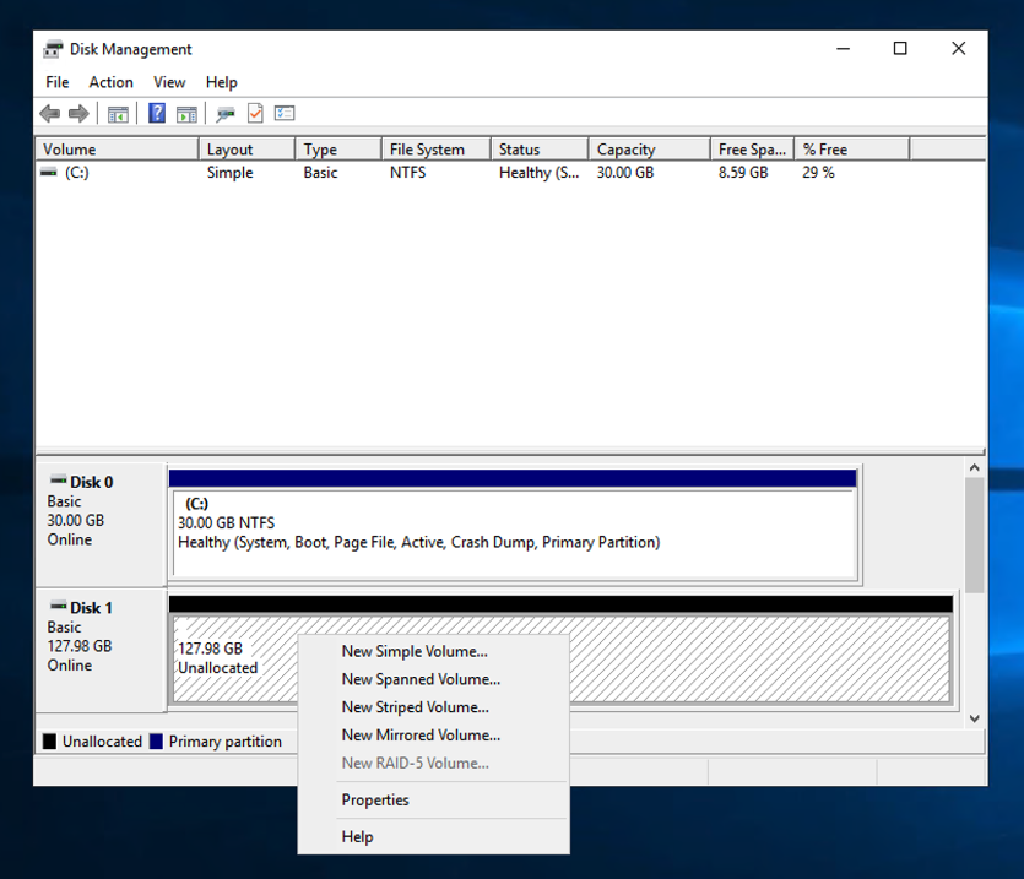 Disk Management
File Action View Help
Volume Layout Type File System Status Capacity Free Spa... % Free
(C:) Simple Basic NTFS Healthy (S... 30.00 GB 8.59 GB 29 %
Disk 0
Basic
30.00 GB
Online
(C:)
30.00 GB NTFS
Healthy (System, Boot, Page File, Active, Crash Dump, Primary Partition)
Disk 1
Basic
127.98 GB
Online
127.98 GB
Unallocated
New Simple Volume...
New Spanned Volume...
New Striped Volume...
New Mirrored Volume...
New RAID-5 Volume...
Properties
Help
Unallocated Primary partition